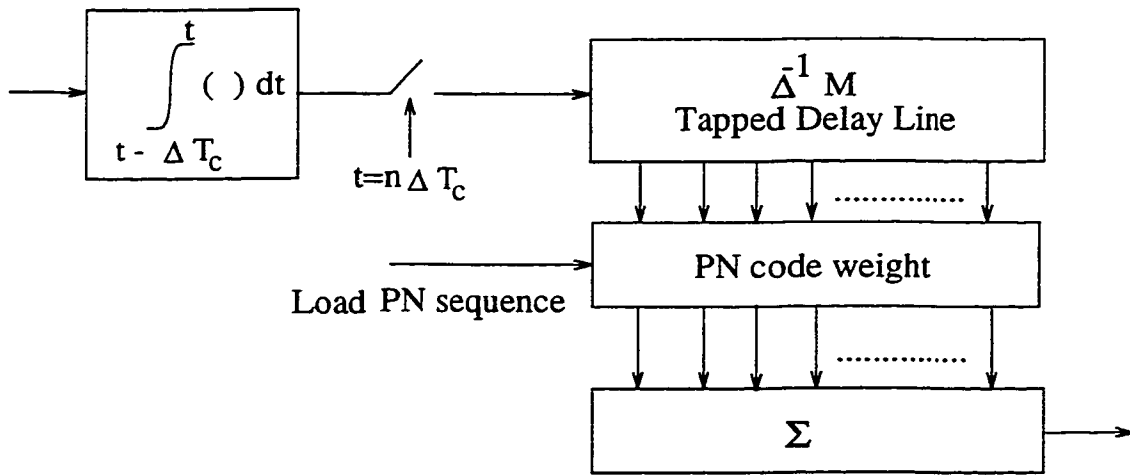 ∫ t ( ) dt
t - Δ T_c
t=n Δ T_c
Δ̄¹ M
Tapped Delay Line
Load PN sequence
PN code weight
Σ